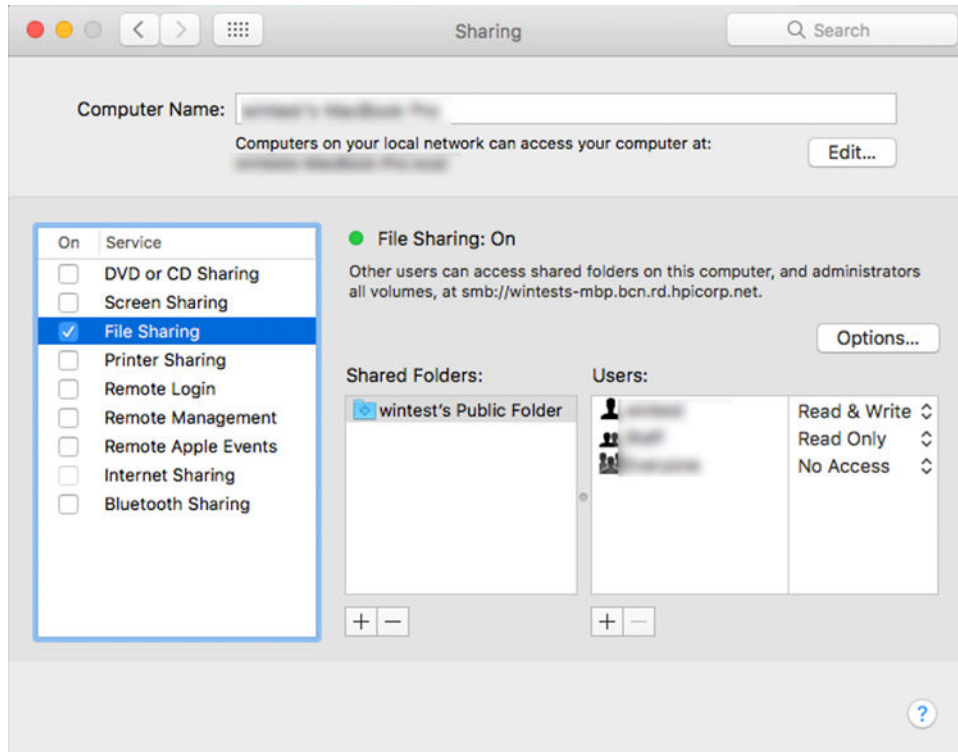 Sharing
Search
Computer Name:
Computers on your local network can access your computer at:
Edit...
On Service
DVD or CD Sharing
Screen Sharing
File Sharing
Printer Sharing
Remote Login
Remote Management
Remote Apple Events
Internet Sharing
Bluetooth Sharing
File Sharing: On
Other users can access shared folders on this computer, and administrators
all volumes, at smb://wintests-mbp.bcn.rd.hpicorp.net.
Options...
Shared Folders:
wintest's Public Folder
Users:
Read & Write
Read Only
No Access
?